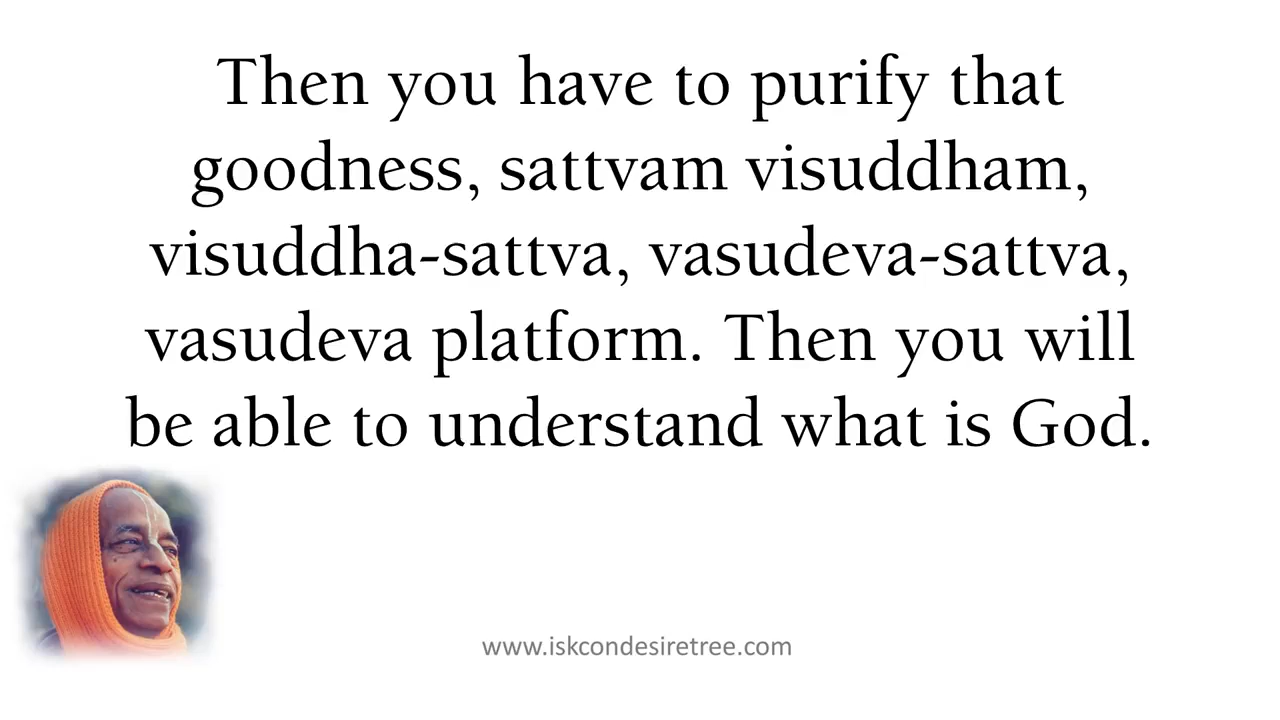 Then you have to purify that
goodness, sattvam visuddham,
visuddha-sattva, vasudeva-sattva,
vasudeva platform. Then you will
be able to understand what is God.
www.iskcondesiretree.com